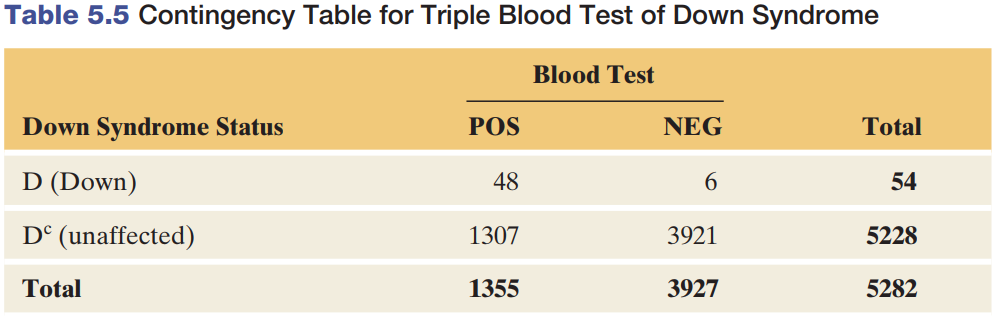 Table 5.5 Contingency Table for Triple Blood Test of Down Syndrome
Blood Test
Down Syndrome Status POS NEG Total
D (Down) 48 6 54
Dᶜ (unaffected) 1307 3921 5228
Total 1355 3927 5282